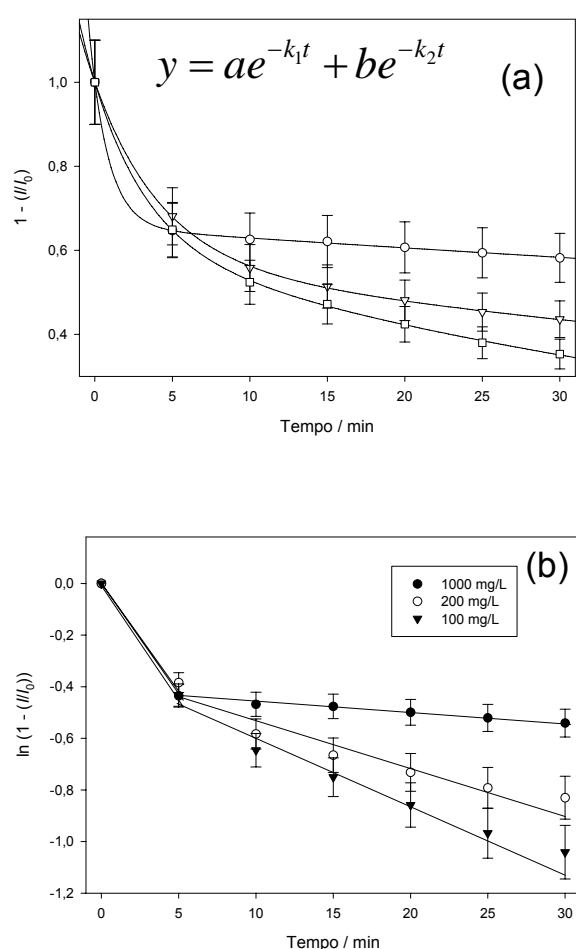 y = ae^{-k_1t} + be^{-k_2t}
(a)
1,0
0,8
0,6
0,4
1 - (I/I_0)
0 5 10 15 20 25 30
Tempo / min
(b)
1000 mg/L
200 mg/L
100 mg/L
0,0
-0,2
-0,4
-0,6
-0,8
-1,0
-1,2
ln (1 - (I/I_0))
0 5 10 15 20 25 30
Tempo / min